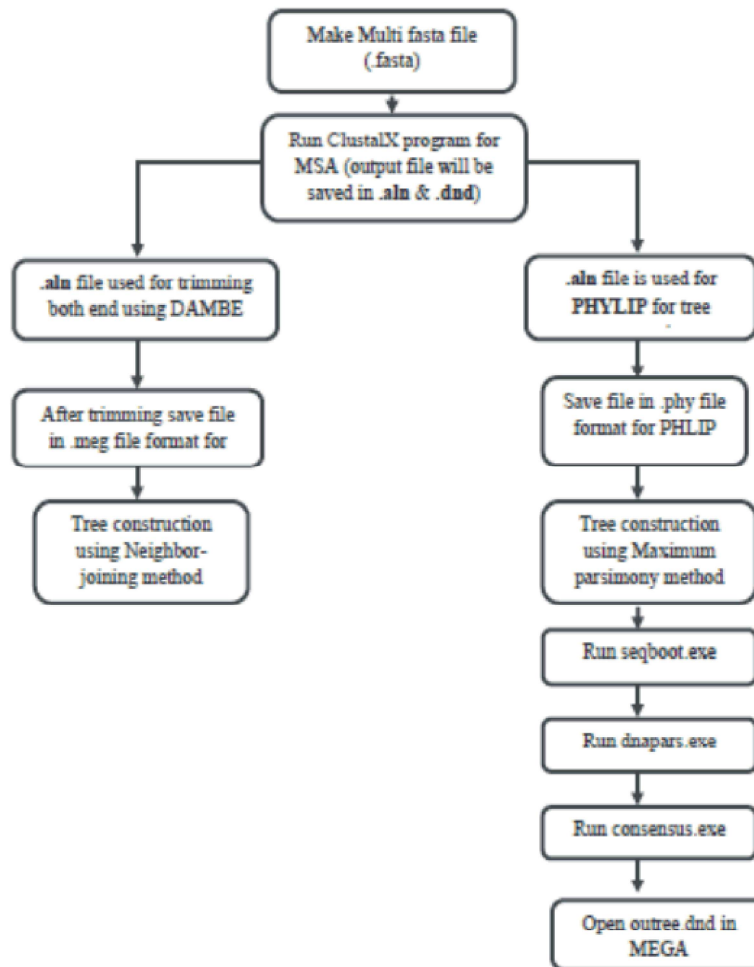 Make Multi fasta file
(.fasta)
Run ClustalX program for
MSA (output file will be
saved in .aln & .dnd)
.aln file used for trimming
both end using DAMBE
After trimming save file
in .meg file format for
Tree construction
using Neighbor-
joining method
.aln file is used for
PHYLIP for tree
Save file in .phy file
format for PHLIP
Tree construction
using Maximum
parsimony method
Run seqboot.exe
Run dnapars.exe
Run consensus.exe
Open outree.dnd in
MEGA